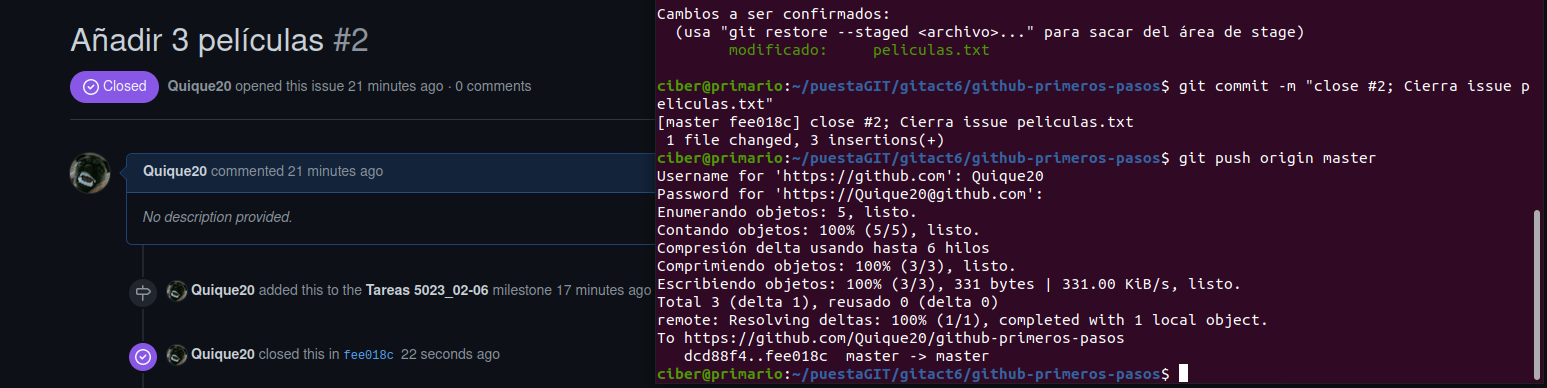 Añadir 3 películas #2
Closed
Quique20 opened this issue 21 minutes ago · 0 comments
Quique20 commented 21 minutes ago
No description provided.
Quique20 added this to the Tareas 5023_02-06 milestone 17 minutes ago
Quique20 closed this in fee018c 22 seconds ago
Cambios a ser confirmados:
(usa "git restore --staged <archivo>..." para sacar del área de stage)
modificado:     peliculas.txt
ciber@primario:~/puestaGIT/gitact6/github-primeros-pasos$ git commit -m "close #2; Cierra issue p
eliculas.txt"
[master fee018c] close #2; Cierra issue peliculas.txt
1 file changed, 3 insertions(+)
ciber@primario:~/puestaGIT/gitact6/github-primeros-pasos$ git push origin master
Username for 'https://github.com': Quique20
Password for 'https://Quique20@github.com':
Enumerando objetos: 5, listo.
Contando objetos: 100% (5/5), listo.
Compresión delta usando hasta 6 hilos
Comprimiendo objetos: 100% (3/3), listo.
Escribiendo objetos: 100% (3/3), 331 bytes | 331.00 KiB/s, listo.
Total 3 (delta 1), reusado 0 (delta 0)
remote: Resolving deltas: 100% (1/1), completed with 1 local object.
To https://github.com/Quique20/github-primeros-pasos
dcd88f4..fee018c  master -> master
ciber@primario:~/puestaGIT/gitact6/github-primeros-pasos$